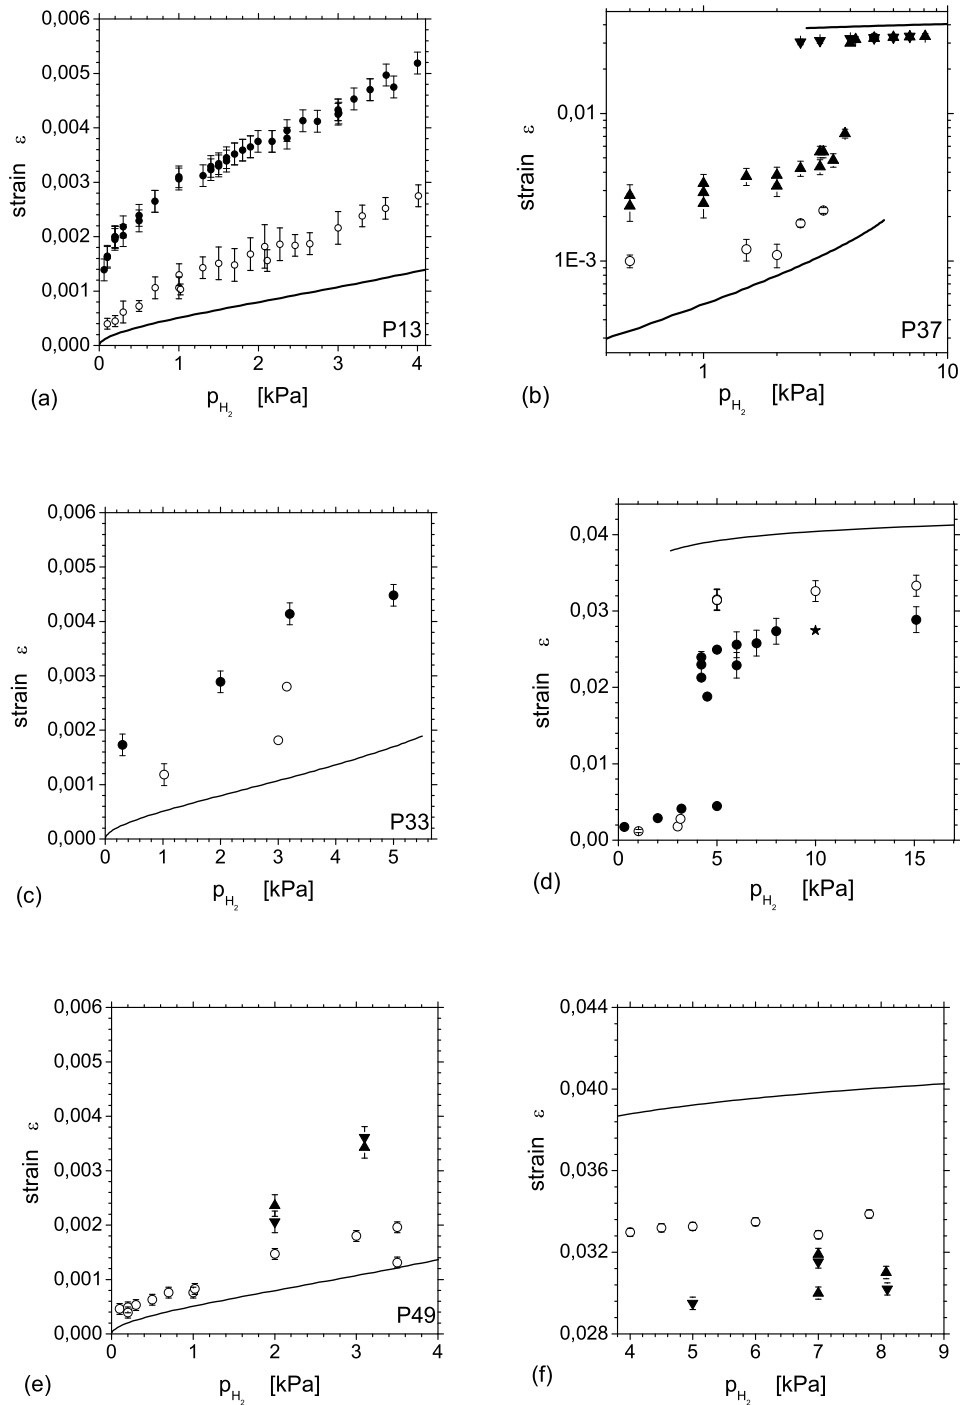 0,006
0,005
0,004
0,003
0,002
0,001
0,000
strain ε
0 1 2 3 4
P13
(a)
p_H₂ [kPa]
0,01
1E-3
strain ε
1 10
P37
(b)
p_H₂ [kPa]
0,006
0,005
0,004
0,003
0,002
0,001
0,000
strain ε
0 1 2 3 4 5
P33
(c)
p_H₂ [kPa]
0,04
0,03
0,02
0,01
0,00
strain ε
0 5 10 15
(d)
p_H₂ [kPa]
0,006
0,005
0,004
0,003
0,002
0,001
0,000
strain ε
0 1 2 3 4
P49
(e)
p_H₂ [kPa]
0,044
0,040
0,036
0,032
0,028
strain ε
4 5 6 7 8 9
(f)
p_H₂ [kPa]